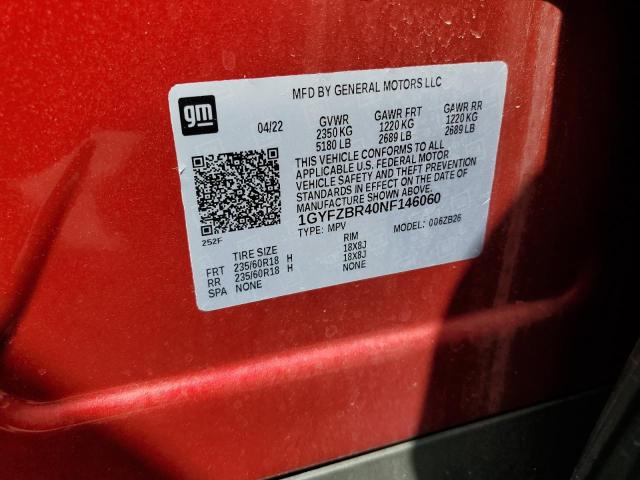 gm
MFD BY GENERAL MOTORS LLC
04/22
GVWR GAWR FRT GAWR RR
2350 KG 1220 KG 1220 KG
5180 LB 2689 LB 2689 LB
THIS VEHICLE CONFORMS TO ALL
APPLICABLE U.S. FEDERAL MOTOR
VEHICLE SAFETY AND THEFT PREVENTION
STANDARDS IN EFFECT ON THE DATE OF
MANUFACTURE SHOWN ABOVE.
1GYFZBR40NF146060
TYPE: MPV MODEL: 006ZB26
252F
TIRE SIZE RIM
FRT 235/60R18 H 18X8J
RR 235/60R18 H 18X8J
SPA NONE NONE